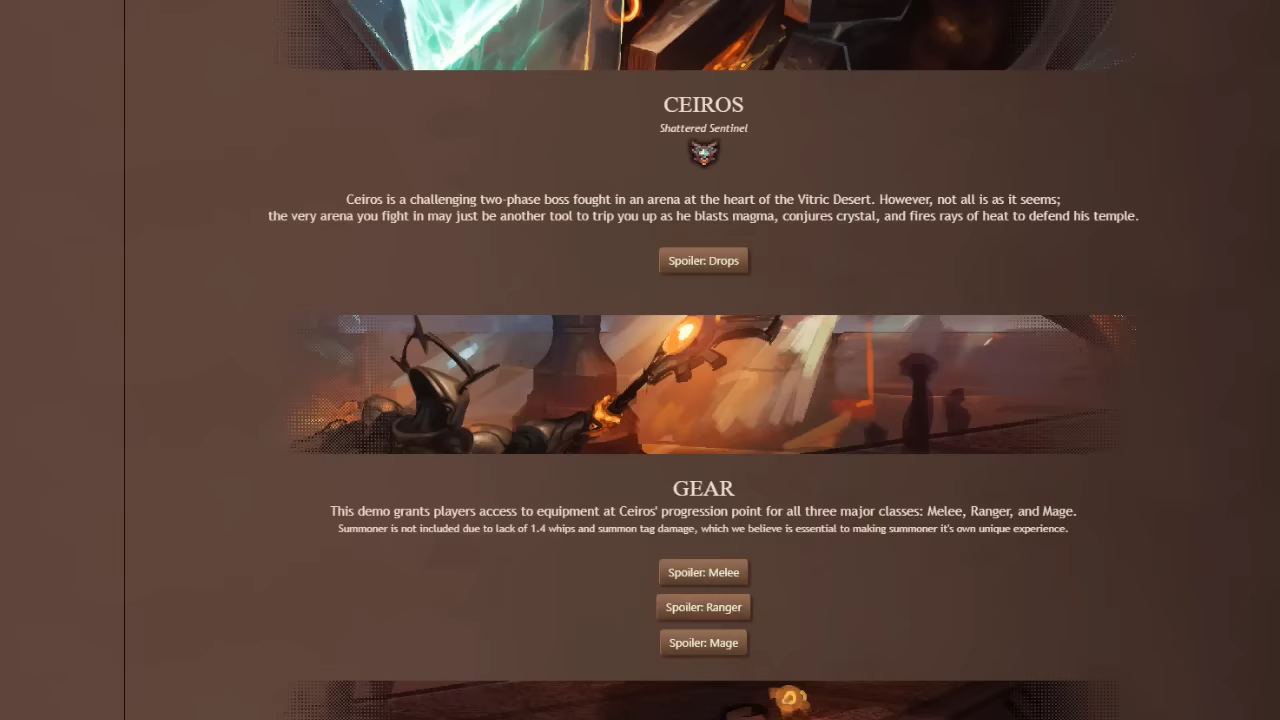 CEIROS
Shattered Sentinel
Ceiros is a challenging two-phase boss fought in an arena at the heart of the Vitric Desert. However, not all is as it seems;
the very arena you fight in may just be another tool to trip you up as he blasts magma, conjures crystal, and fires rays of heat to defend his temple.
Spoiler: Drops
GEAR
This demo grants players access to equipment at Ceiros' progression point for all three major classes: Melee, Ranger, and Mage.
Summoner is not included due to lack of 1.4 whips and summon tag damage, which we believe is essential to making summoner it's own unique experience.
Spoiler: Melee
Spoiler: Ranger
Spoiler: Mage